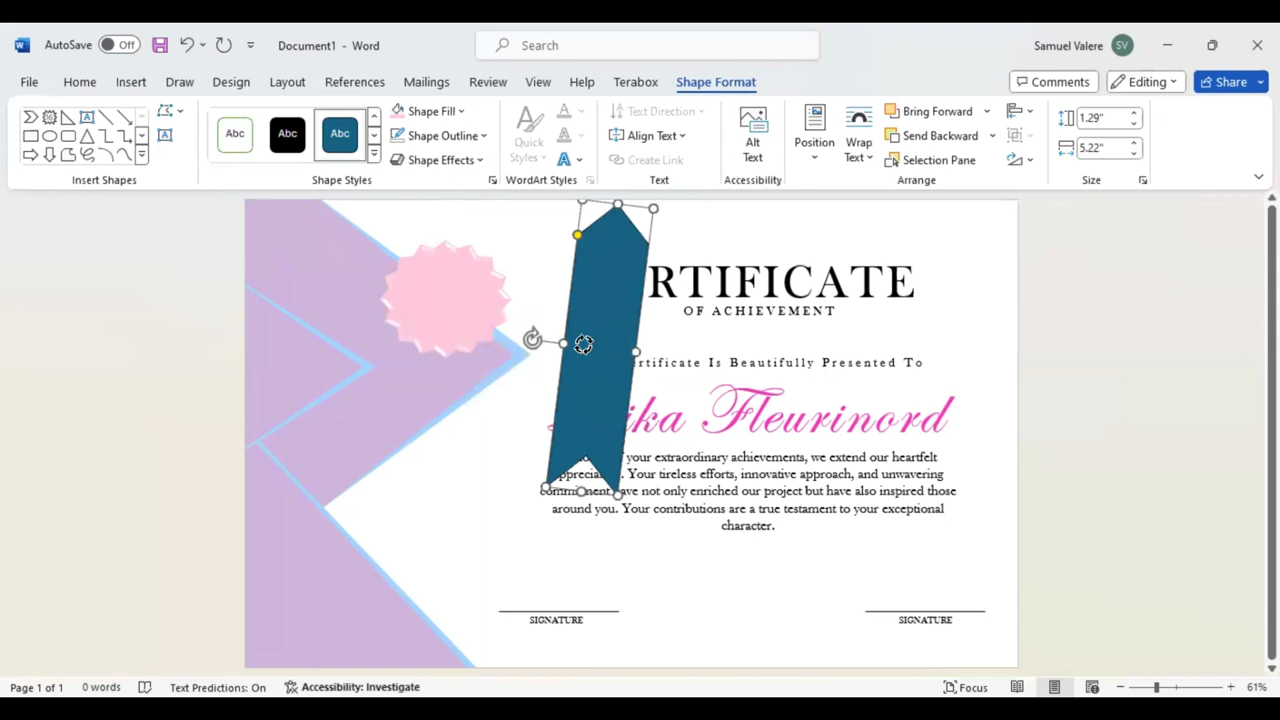 AutoSave Off Document1 - Word Search Samuel Valere SV
File Home Insert Draw Design Layout References Mailings Review View Help Terabox Shape Format Comments Editing Share
Abc Abc Abc
Shape Fill
Shape Outline
Shape Effects
Quick
Styles
Text Direction
Align Text
Create Link
Alt
Text
Position
Wrap
Text
Bring Forward
Send Backward
Selection Pane
1.29"
5.22"
Insert Shapes Shape Styles WordArt Styles Text Accessibility Arrange Size
RTIFICATE
OF ACHIEVEMENT
ertificate Is Beautifully Presented To
ika Fleurinord
your extraordinary achievements, we extend our heartfelt
Your tireless efforts, innovative approach, and unwavering
ave not only enriched our project but have also inspired those
around you. Your contributions are a true testament to your exceptional
character.
SIGNATURE SIGNATURE
Page 1 of 1 0 words Text Predictions: On Accessibility: Investigate Focus 61%